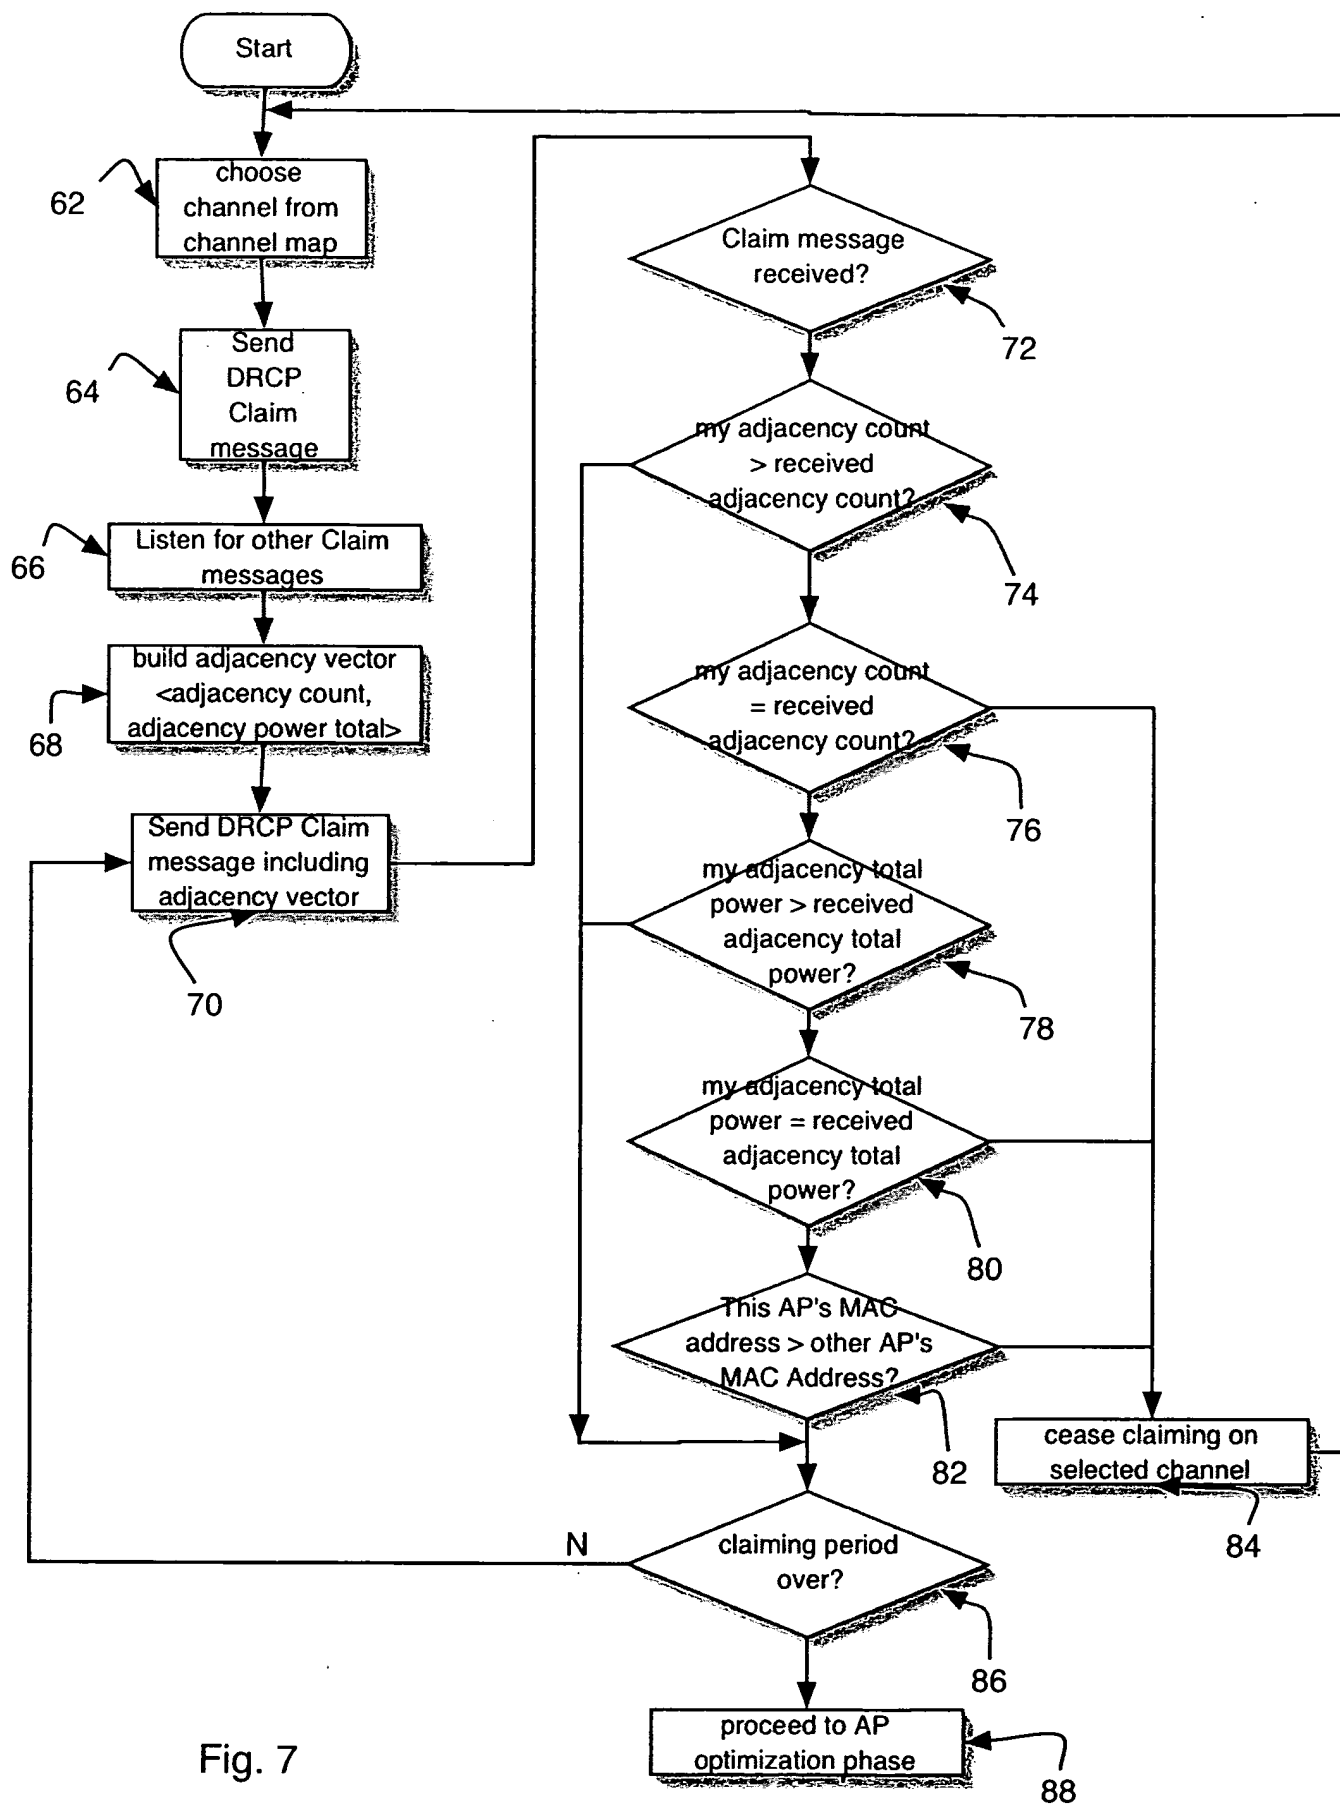 Start
62
choose
channel from
channel map
64
Send
DRCP
Claim
message
66
Listen for other Claim
messages
68
build adjacency vector
<adjacency count,
adjacency power total>
Send DRCP Claim
message including
adjacency vector
70
Claim message
received?
72
my adjacency count
> received
adjacency count?
74
my adjacency count
= received
adjacency count?
76
my adjacency total
power > received
adjacency total
power?
78
my adjacency total
power = received
adjacency total
power?
80
This AP's MAC
address > other AP's
MAC Address?
82
cease claiming on
selected channel
84
N
claiming period
over?
86
proceed to AP
optimization phase
88
Fig. 7